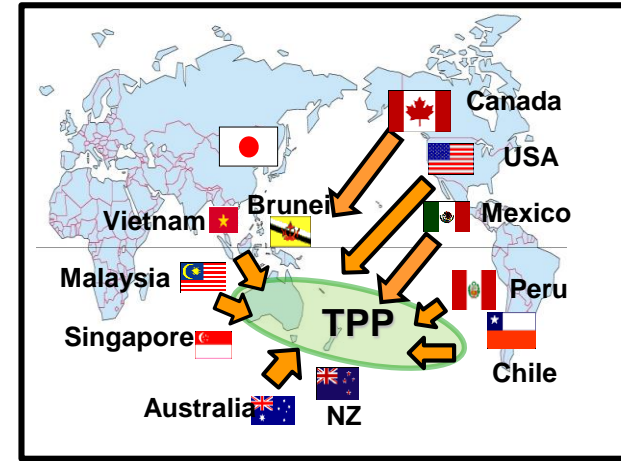 Canada
USA
Brunei
Vietnam
Mexico
Malaysia
Peru
TPP
Singapore
Chile
Australia
NZ